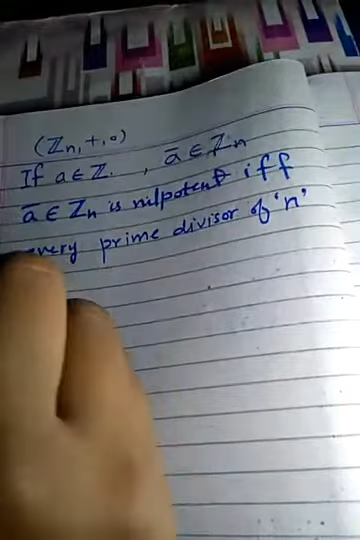 (ℤn, +, ∘)
If a ∈ ℤ. , ā ∈ ℤn
ā ∈ ℤn is nilpotent iff
every prime divisor of 'n'